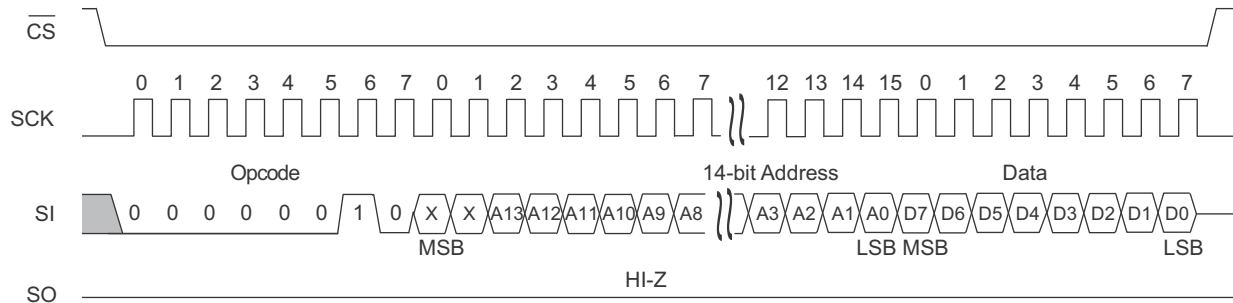 CS
0 1 2 3 4 5 6 7 0 1 2 3 4 5 6 7 12 13 14 15 0 1 2 3 4 5 6 7
SCK
Opcode 14-bit Address Data
SI 0 0 0 0 0 0 1 0 X X A13 A12 A11 A10 A9 A8 A3 A2 A1 A0 D7 D6 D5 D4 D3 D2 D1 D0
MSB LSB MSB LSB
HI-Z
SO